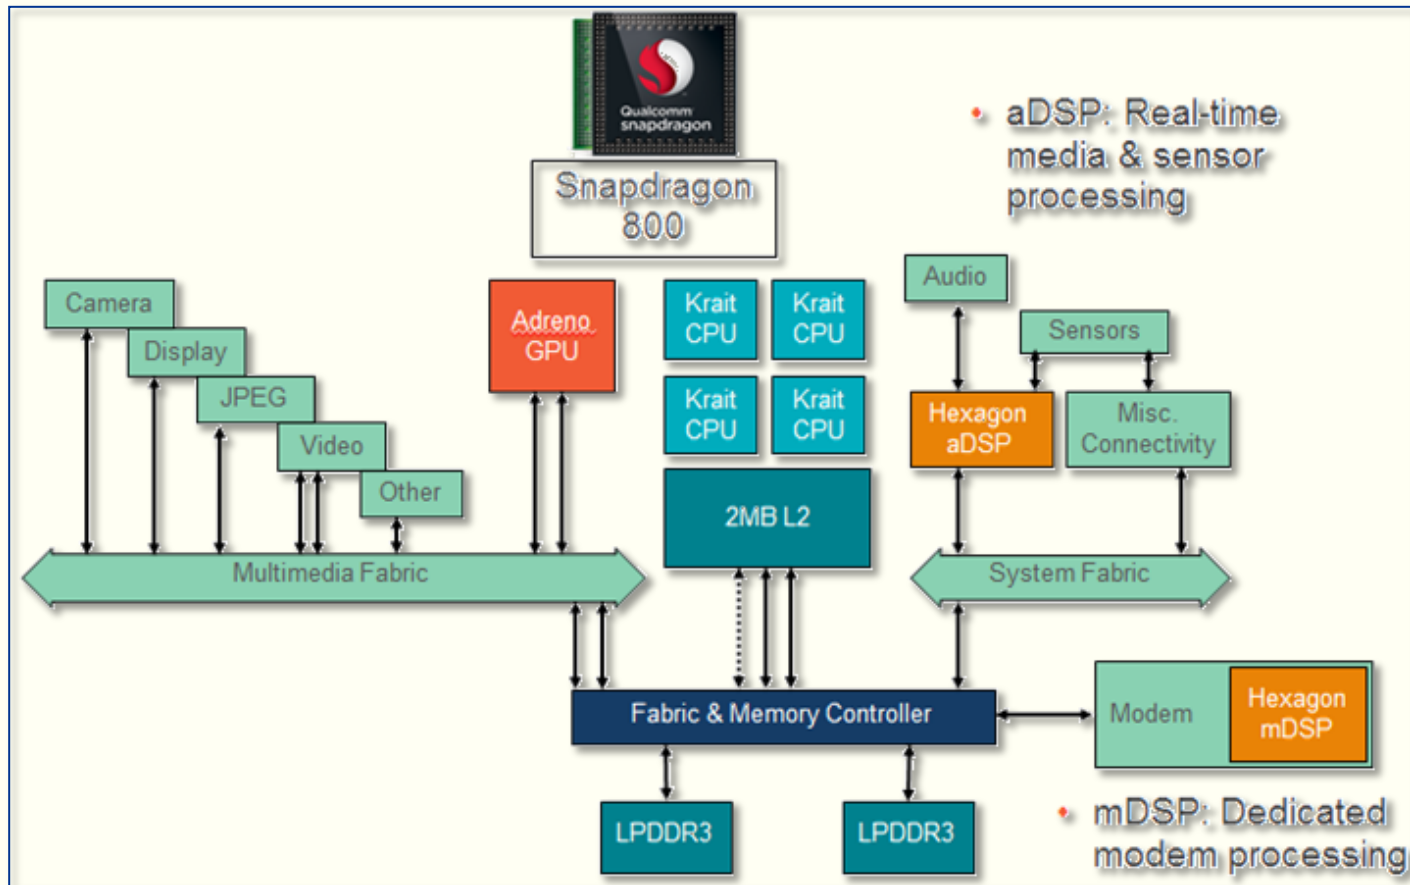 Qualcomm
snapdragon
Snapdragon
800
• aDSP: Real-time
media & sensor
processing
Camera
Display
JPEG
Video
Other
Adreno
GPU
Krait
CPU
Krait
CPU
Krait
CPU
Krait
CPU
2MB L2
Audio
Sensors
Hexagon
aDSP
Misc.
Connectivity
Multimedia Fabric
System Fabric
Fabric & Memory Controller
Modem
Hexagon
mDSP
LPDDR3
LPDDR3
• mDSP: Dedicated
modem processing